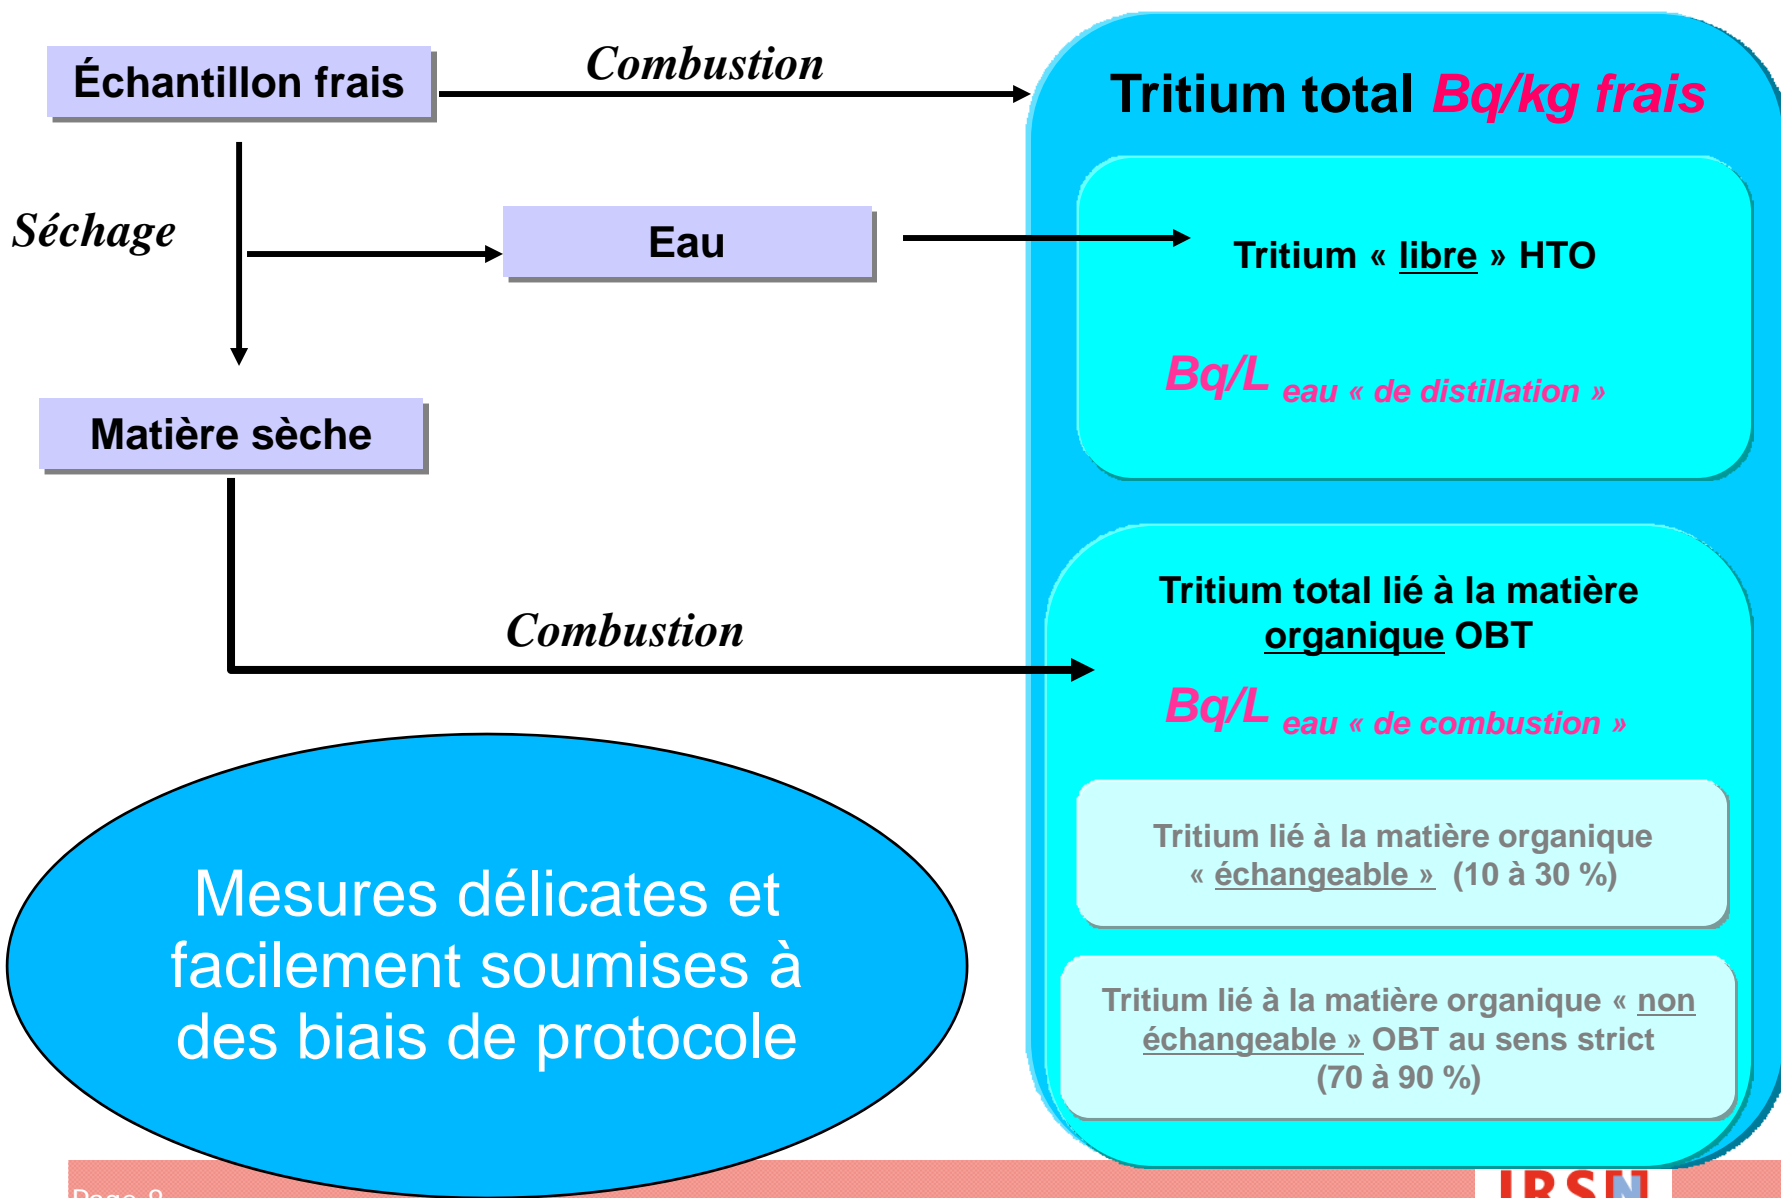 Échantillon frais
Combustion
Tritium total Bq/kg frais
Séchage
Eau
Tritium « libre » HTO
Bq/L eau « de distillation »
Matière sèche
Combustion
Tritium total lié à la matière
organique OBT
Bq/L eau « de combustion »
Tritium lié à la matière organique
« échangeable » (10 à 30 %)
Tritium lié à la matière organique « non
échangeable » OBT au sens strict
(70 à 90 %)
Mesures délicates et
facilement soumises à
des biais de protocole
IRSN